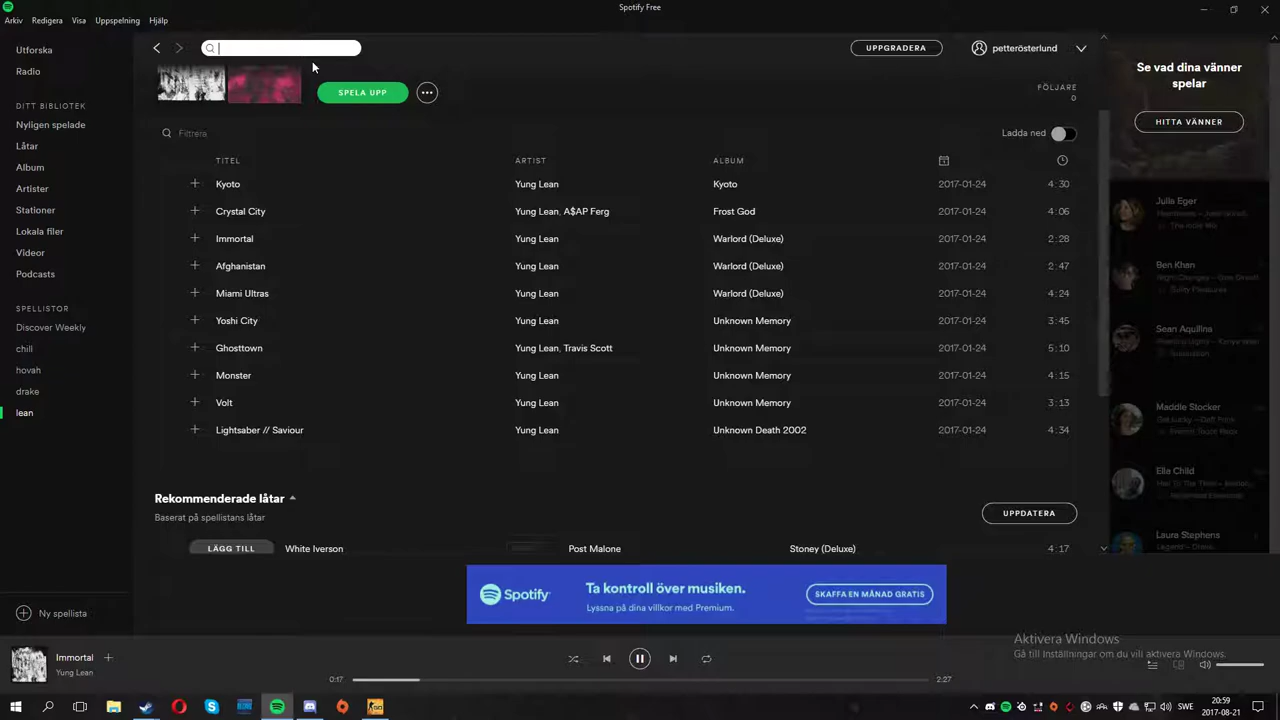 Spotify Free
Arkiv Redigera Visa Uppspelning Hjälp
Utforska
Radio
DITT BIBLIOTEK
Nyligen spelade
Låtar
Album
Artister
Stationer
Lokala filer
Videor
Podcasts
SPELLISTOR
Discover Weekly
chill
hovah
drake
lean
Ny spellista
UPPGRADERA petterösterlund
SPELA UPP
FÖLJARE
0
Filtrera Ladda ned
TITEL ARTIST ALBUM
Kyoto Yung Lean Kyoto 2017-01-24 4:30
Crystal City Yung Lean, A$AP Ferg Frost God 2017-01-24 4:06
Immortal Yung Lean Warlord (Deluxe) 2017-01-24 2:28
Afghanistan Yung Lean Warlord (Deluxe) 2017-01-24 2:47
Miami Ultras Yung Lean Warlord (Deluxe) 2017-01-24 4:24
Yoshi City Yung Lean Unknown Memory 2017-01-24 3:45
Ghosttown Yung Lean, Travis Scott Unknown Memory 2017-01-24 5:10
Monster Yung Lean Unknown Memory 2017-01-24 4:15
Volt Yung Lean Unknown Memory 2017-01-24 3:13
Lightsaber // Saviour Yung Lean Unknown Death 2002 2017-01-24 4:34
Rekommenderade låtar
Baserat på spellistans låtar
UPPDATERA
LÄGG TILL White Iverson Post Malone Stoney (Deluxe) 4:17
Se vad dina vänner
spelar
HITTA VÄNNER
Julia Eger
The Indie Mix
Ben Khan
Guilty Pleasures
Sean Aquilina
Maddie Stocker
Ella Child
Laura Stephens
Spotify
Ta kontroll över musiken.
Lyssna på dina villkor med Premium.
SKAFFA EN MÅNAD GRATIS
Immortal
Yung Lean
0:17 2:27
Aktivera Windows
Gå till Inställningar om du vill aktivera Windows.
SWE
20:59
2017-08-21